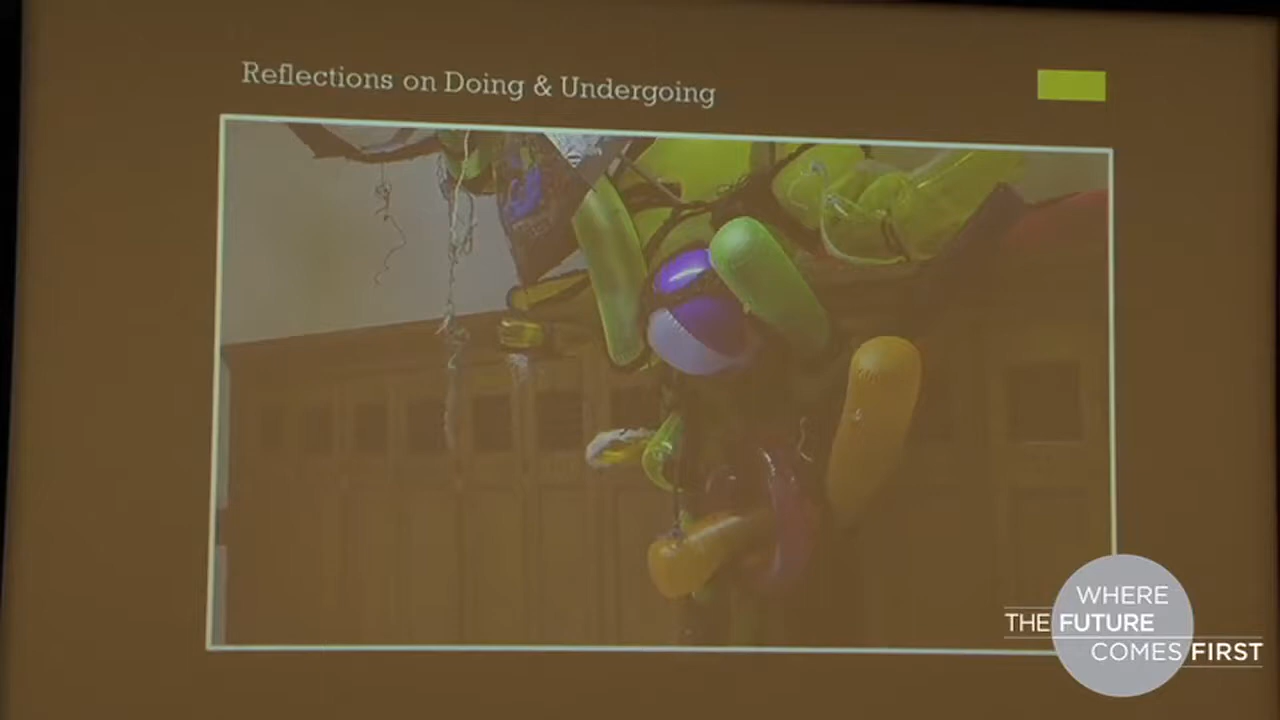 Reflections on Doing & Undergoing
WHERE
THE FUTURE
COMES FIRST